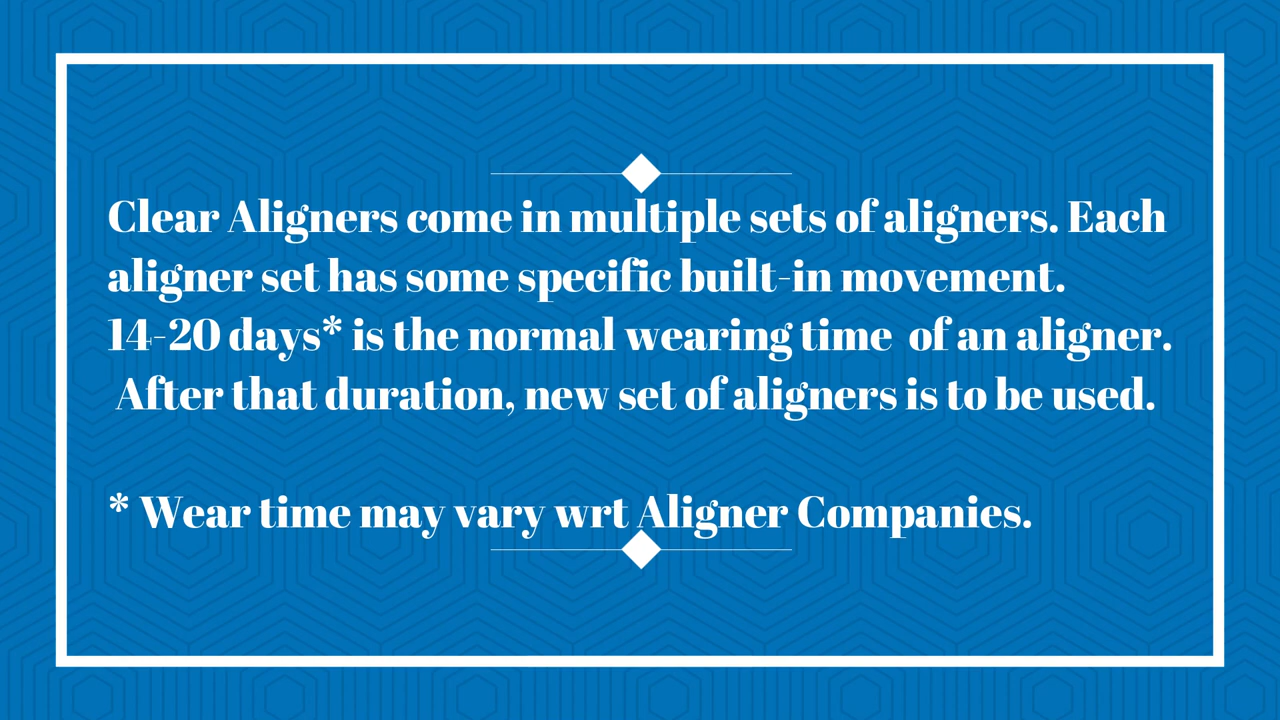 Clear Aligners come in multiple sets of aligners. Each
aligner set has some specific built-in movement.
14-20 days* is the normal wearing time  of an aligner.
After that duration, new set of aligners is to be used.
* Wear time may vary wrt Aligner Companies.